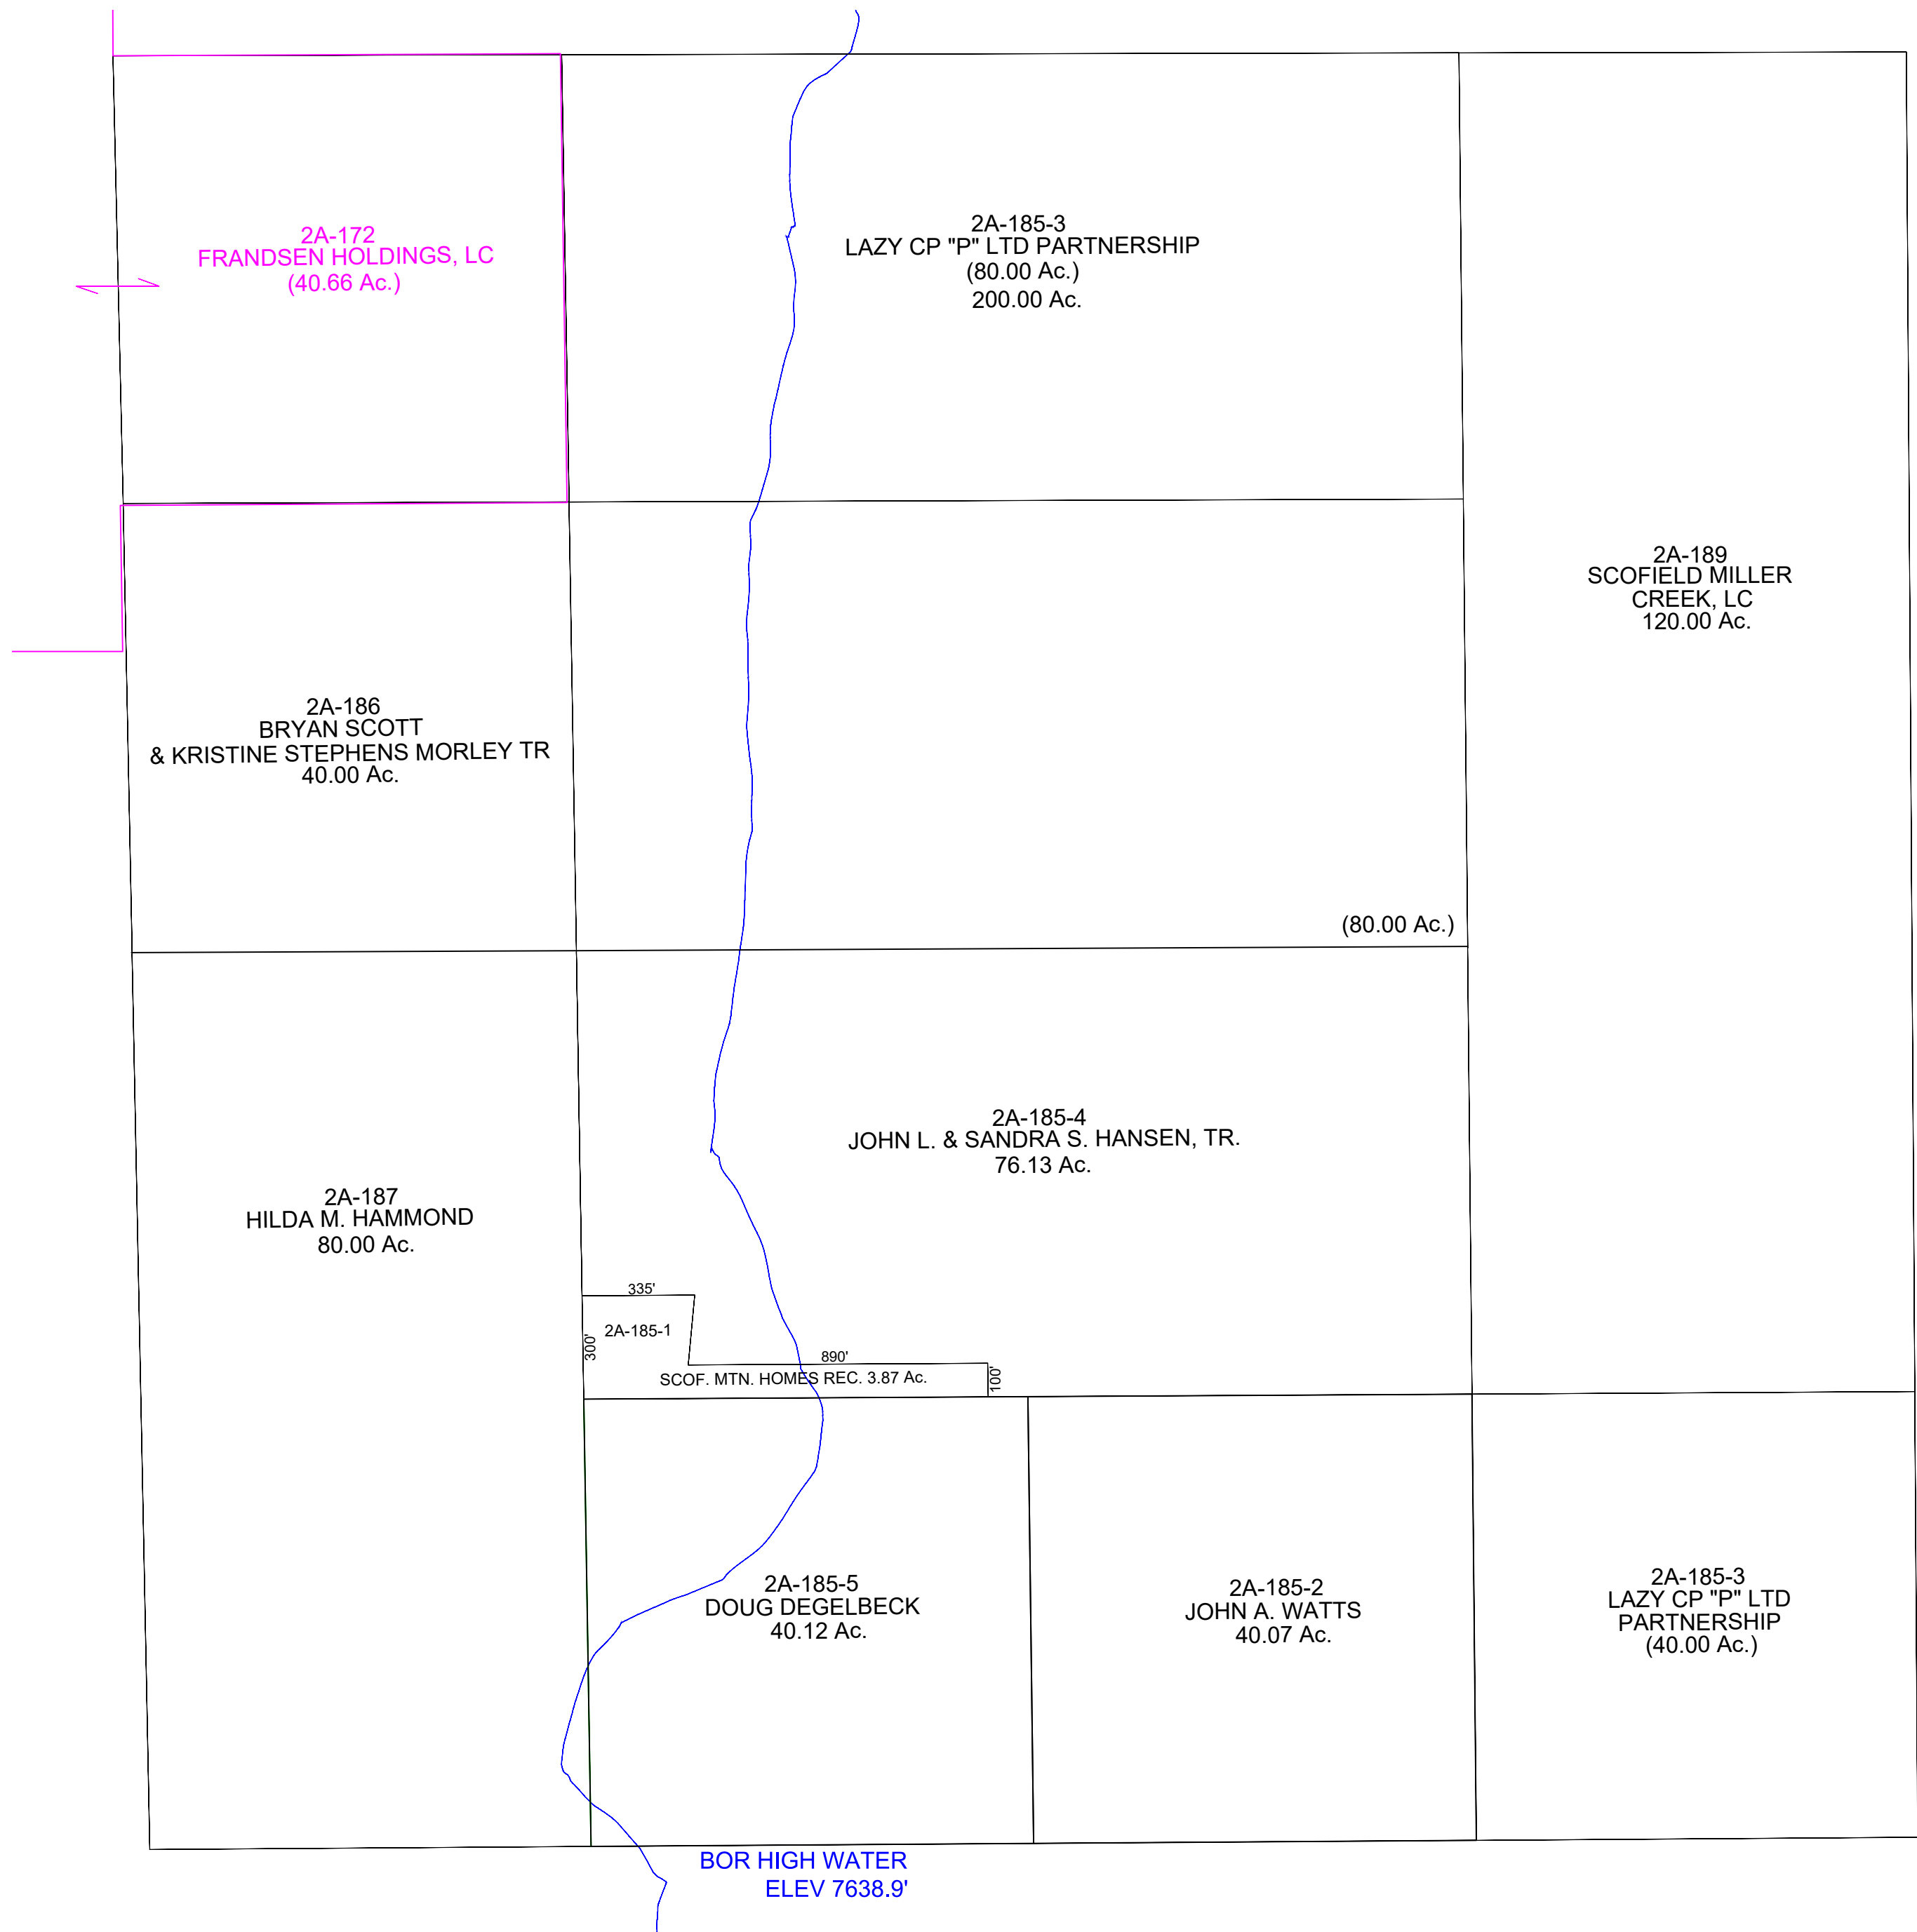 2A-172
FRANDSEN HOLDINGS, LC
(40.66 Ac.)
2A-185-3
LAZY CP "P" LTD PARTNERSHIP
(80.00 Ac.)
200.00 Ac.
2A-189
SCOFIELD MILLER
CREEK, LC
120.00 Ac.
2A-186
BRYAN SCOTT
& KRISTINE STEPHENS MORLEY TR
40.00 Ac.
(80.00 Ac.)
2A-185-4
JOHN L. & SANDRA S. HANSEN, TR.
76.13 Ac.
2A-187
HILDA M. HAMMOND
80.00 Ac.
335'
300'
2A-185-1
890'
SCOF. MTN. HOMES REC. 3.87 Ac.
100'
2A-185-5
DOUG DEGELBECK
40.12 Ac.
2A-185-2
JOHN A. WATTS
40.07 Ac.
2A-185-3
LAZY CP "P" LTD
PARTNERSHIP
(40.00 Ac.)
BOR HIGH WATER
ELEV 7638.9'